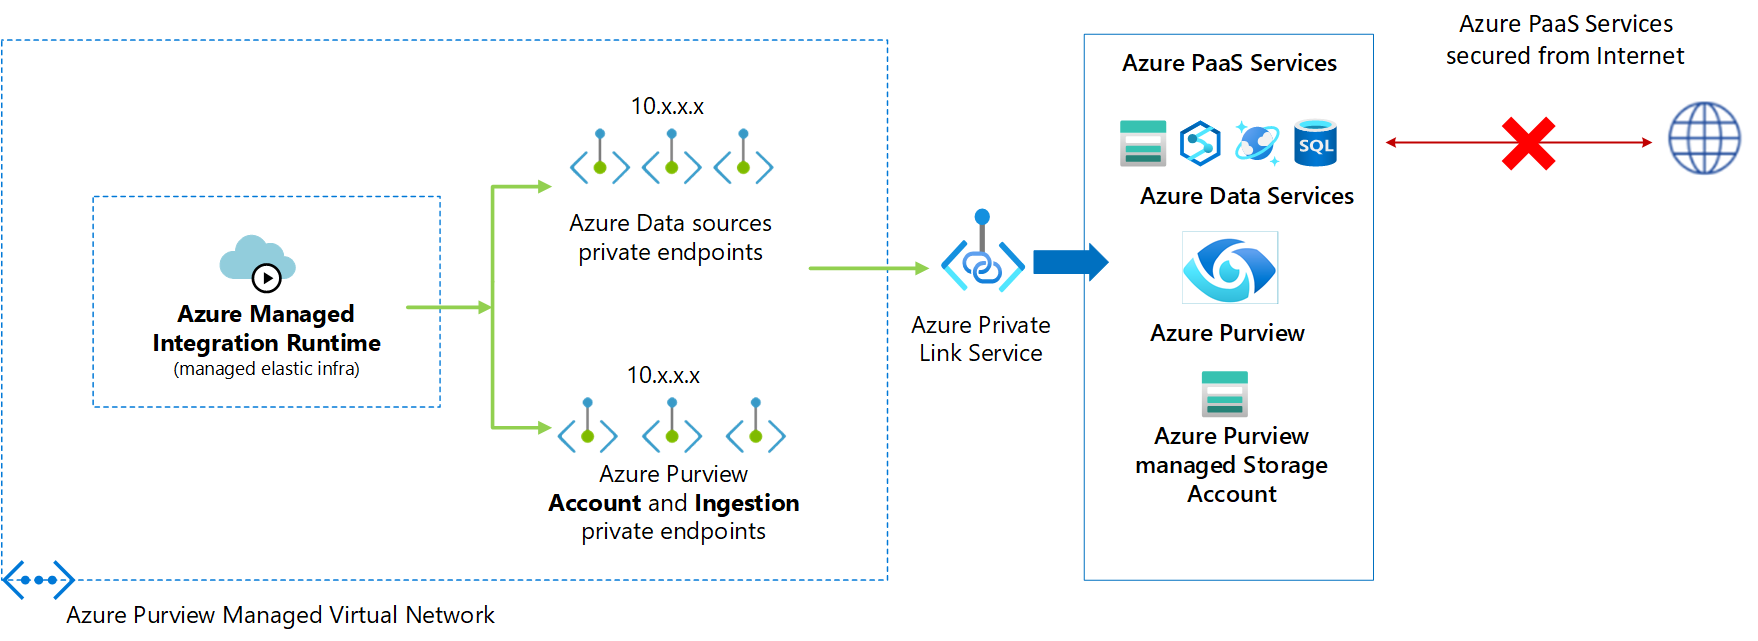 Azure PaaS Services
secured from Internet
Azure PaaS Services
10.x.x.x
SQL
Azure Data Services
Azure Data sources
private endpoints
Azure Managed
Integration Runtime
(managed elastic infra)
Azure Private
Link Service
Azure Purview
10.x.x.x
Azure Purview
managed Storage
Account
Azure Purview
Account and Ingestion
private endpoints
Azure Purview Managed Virtual Network